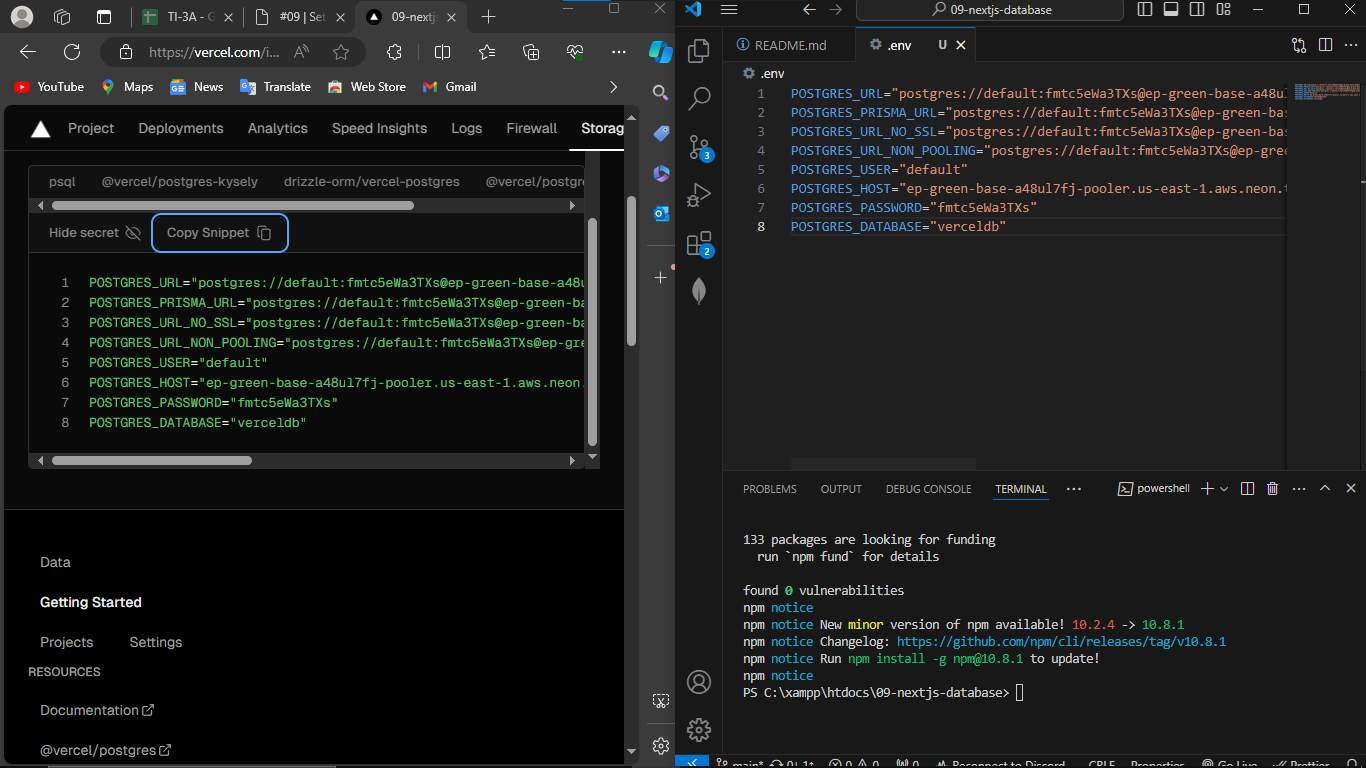 TI-3A - G
#09 | Set
09-nextj
https://vercel.com/i...
YouTube
Maps
News
Translate
Web Store
Gmail
Project
Deployments
Analytics
Speed Insights
Logs
Firewall
Storag
psql
@vercel/postgres-kysely
drizzle-orm/vercel-postgres
@vercel/postgre
Hide secret
Copy Snippet
1 POSTGRES_URL="postgres://default:fmtc5eWa3TXs@ep-green-base-a48u
2 POSTGRES_PRISMA_URL="postgres://default:fmtc5eWa3TXs@ep-green-ba
3 POSTGRES_URL_NO_SSL="postgres://default:fmtc5eWa3TXs@ep-green-ba
4 POSTGRES_URL_NON_POOLING="postgres://default:fmtc5eWa3TXs@ep-gre
5 POSTGRES_USER="default"
6 POSTGRES_HOST="ep-green-base-a48ul7fj-pooler.us-east-1.aws.neon.
7 POSTGRES_PASSWORD="fmtc5eWa3TXs"
8 POSTGRES_DATABASE="verceldb"
Data
Getting Started
Projects
Settings
RESOURCES
Documentation
@vercel/postgres
09-nextjs-database
README.md
.env U
.env
1 POSTGRES_URL="postgres://default:fmtc5eWa3TXs@ep-green-base-a48ul
2 POSTGRES_PRISMA_URL="postgres://default:fmtc5eWa3TXs@ep-green-bas
3 POSTGRES_URL_NO_SSL="postgres://default:fmtc5eWa3TXs@ep-green-bas
4 POSTGRES_URL_NON_POOLING="postgres://default:fmtc5eWa3TXs@ep-gree
5 POSTGRES_USER="default"
6 POSTGRES_HOST="ep-green-base-a48ul7fj-pooler.us-east-1.aws.neon.t
7 POSTGRES_PASSWORD="fmtc5eWa3TXs"
8 POSTGRES_DATABASE="verceldb"
3
2
PROBLEMS
OUTPUT
DEBUG CONSOLE
TERMINAL
powershell
133 packages are looking for funding
run `npm fund` for details
found 0 vulnerabilities
npm notice
npm notice New minor version of npm available! 10.2.4 -> 10.8.1
npm notice Changelog: https://github.com/npm/cli/releases/tag/v10.8.1
npm notice Run npm install -g npm@10.8.1 to update!
npm notice
PS C:\xampp\htdocs\09-nextjs-database>
main* 0↓ 1↑ 0 0 0 Reconnect to Discord CRLF Properties Go Live Prettier